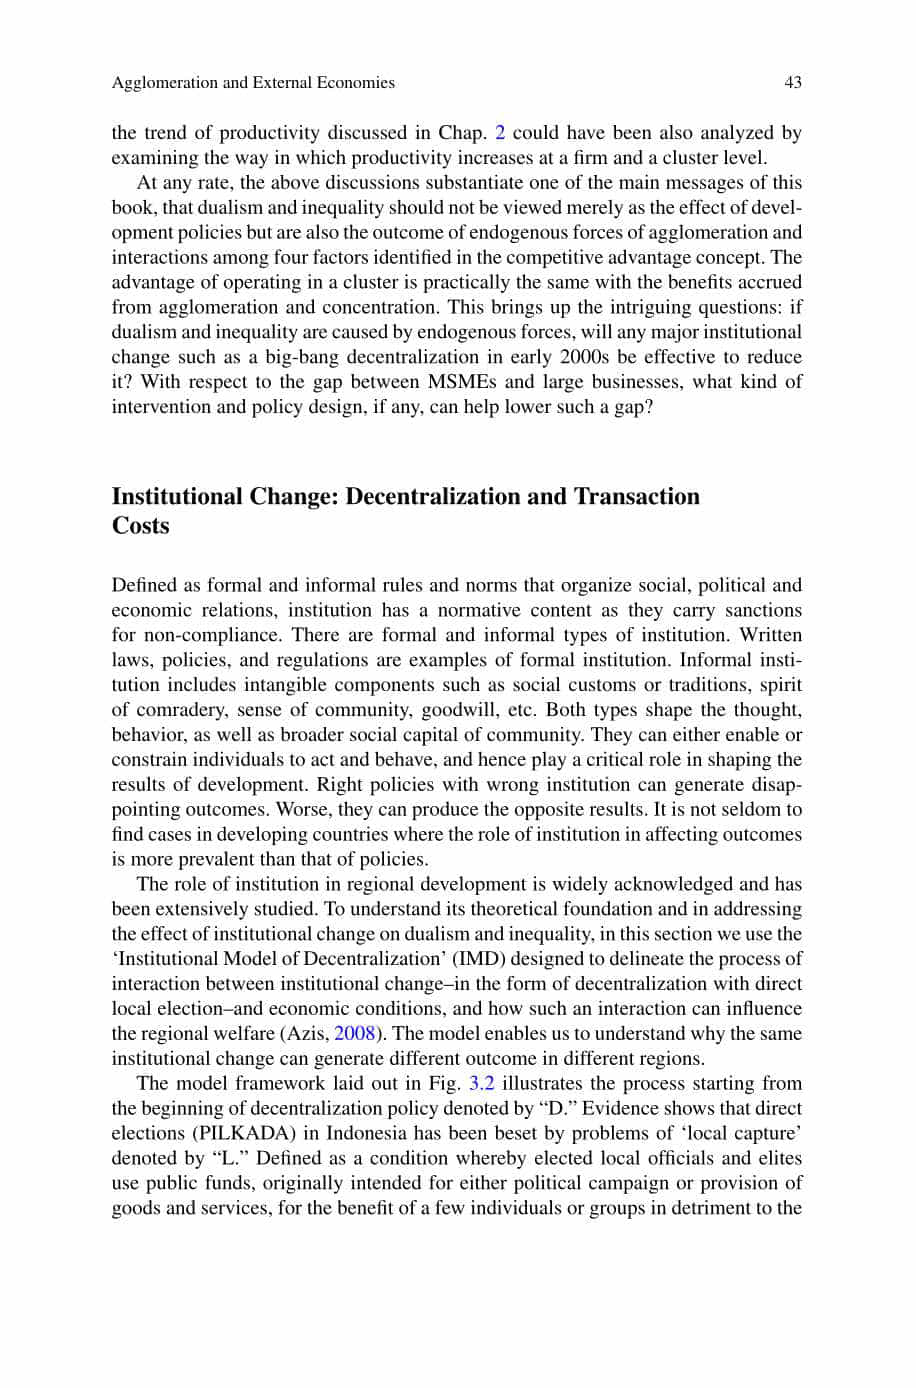 Agglomeration and External Economies 43
the trend of productivity discussed in Chap. 2 could have been also analyzed by
examining the way in which productivity increases at a firm and a cluster level.
At any rate, the above discussions substantiate one of the main messages of this
book, that dualism and inequality should not be viewed merely as the effect of devel-
opment policies but are also the outcome of endogenous forces of agglomeration and
interactions among four factors identified in the competitive advantage concept. The
advantage of operating in a cluster is practically the same with the benefits accrued
from agglomeration and concentration. This brings up the intriguing questions: if
dualism and inequality are caused by endogenous forces, will any major institutional
change such as a big-bang decentralization in early 2000s be effective to reduce
it? With respect to the gap between MSMEs and large businesses, what kind of
intervention and policy design, if any, can help lower such a gap?
Institutional Change: Decentralization and Transaction
Costs
Defined as formal and informal rules and norms that organize social, political and
economic relations, institution has a normative content as they carry sanctions
for non-compliance. There are formal and informal types of institution. Written
laws, policies, and regulations are examples of formal institution. Informal insti-
tution includes intangible components such as social customs or traditions, spirit
of comradery, sense of community, goodwill, etc. Both types shape the thought,
behavior, as well as broader social capital of community. They can either enable or
constrain individuals to act and behave, and hence play a critical role in shaping the
results of development. Right policies with wrong institution can generate disap-
pointing outcomes. Worse, they can produce the opposite results. It is not seldom to
find cases in developing countries where the role of institution in affecting outcomes
is more prevalent than that of policies.
The role of institution in regional development is widely acknowledged and has
been extensively studied. To understand its theoretical foundation and in addressing
the effect of institutional change on dualism and inequality, in this section we use the
‘Institutional Model of Decentralization’ (IMD) designed to delineate the process of
interaction between institutional change–in the form of decentralization with direct
local election–and economic conditions, and how such an interaction can influence
the regional welfare (Azis, 2008). The model enables us to understand why the same
institutional change can generate different outcome in different regions.
The model framework laid out in Fig. 3.2 illustrates the process starting from
the beginning of decentralization policy denoted by “D.” Evidence shows that direct
elections (PILKADA) in Indonesia has been beset by problems of ‘local capture’
denoted by “L.” Defined as a condition whereby elected local officials and elites
use public funds, originally intended for either political campaign or provision of
goods and services, for the benefit of a few individuals or groups in detriment to the